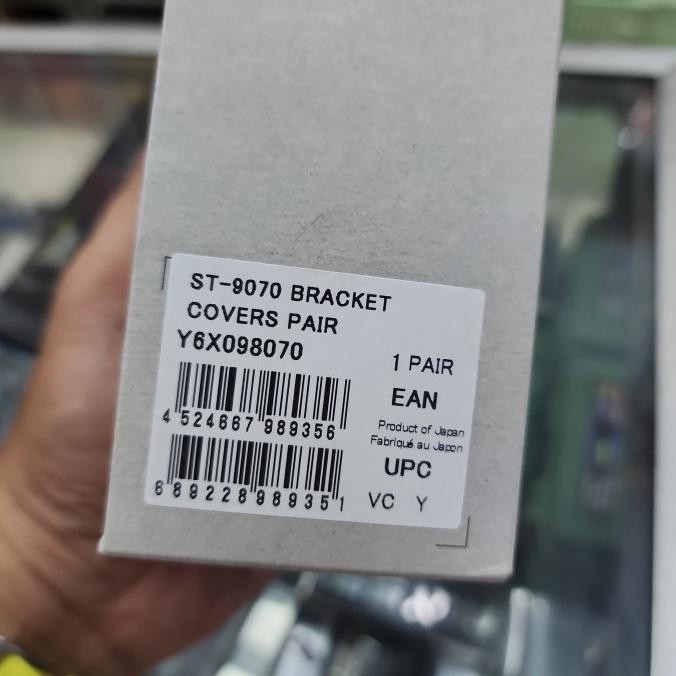 ST-9070 BRACKET
COVERS PAIR
Y6X098070
1 PAIR
4 524667 989356
EAN
Product of Japan
Fabriqué au Japon
6 89228 98935 1
UPC
VC Y